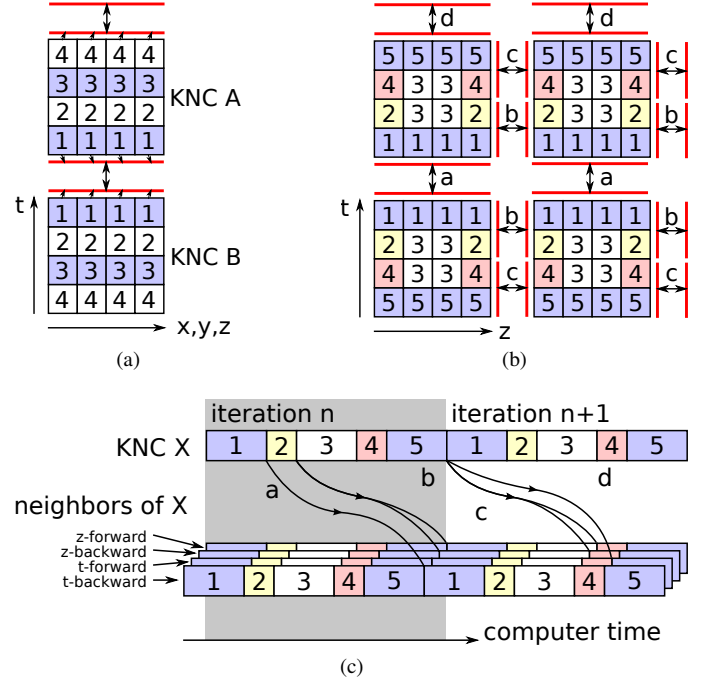 4 4 4 4
3 3 3 3
2 2 2 2
1 1 1 1
KNC A
t
1 1 1 1
2 2 2 2
3 3 3 3
4 4 4 4
KNC B
x,y,z
(a)
d d
5 5 5 5 c 5 5 5 5 c
4 3 3 4 4 3 3 4
2 3 3 2 b 2 3 3 2 b
1 1 1 1 1 1 1 1
a a
t
1 1 1 1 b 1 1 1 1 b
2 3 3 2 2 3 3 2
4 3 3 4 c 4 3 3 4 c
5 5 5 5 5 5 5 5
z
(b)
iteration n iteration n+1
KNC X 1 2 3 4 5 1 2 3 4 5
a b c d
neighbors of X
z-forward
z-backward
t-forward
t-backward
1 2 3 4 5 1 2 3 4 5
computer time
(c)